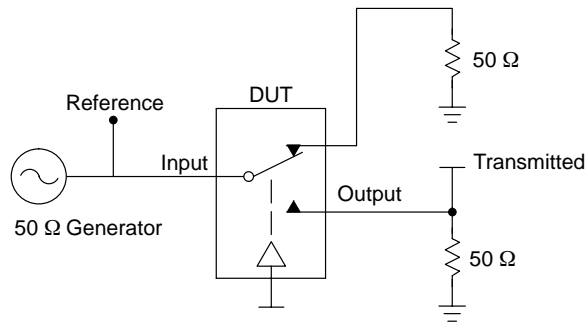 50 Ω
DUT
Reference
Input
Transmitted
Output
50 Ω Generator
50 Ω